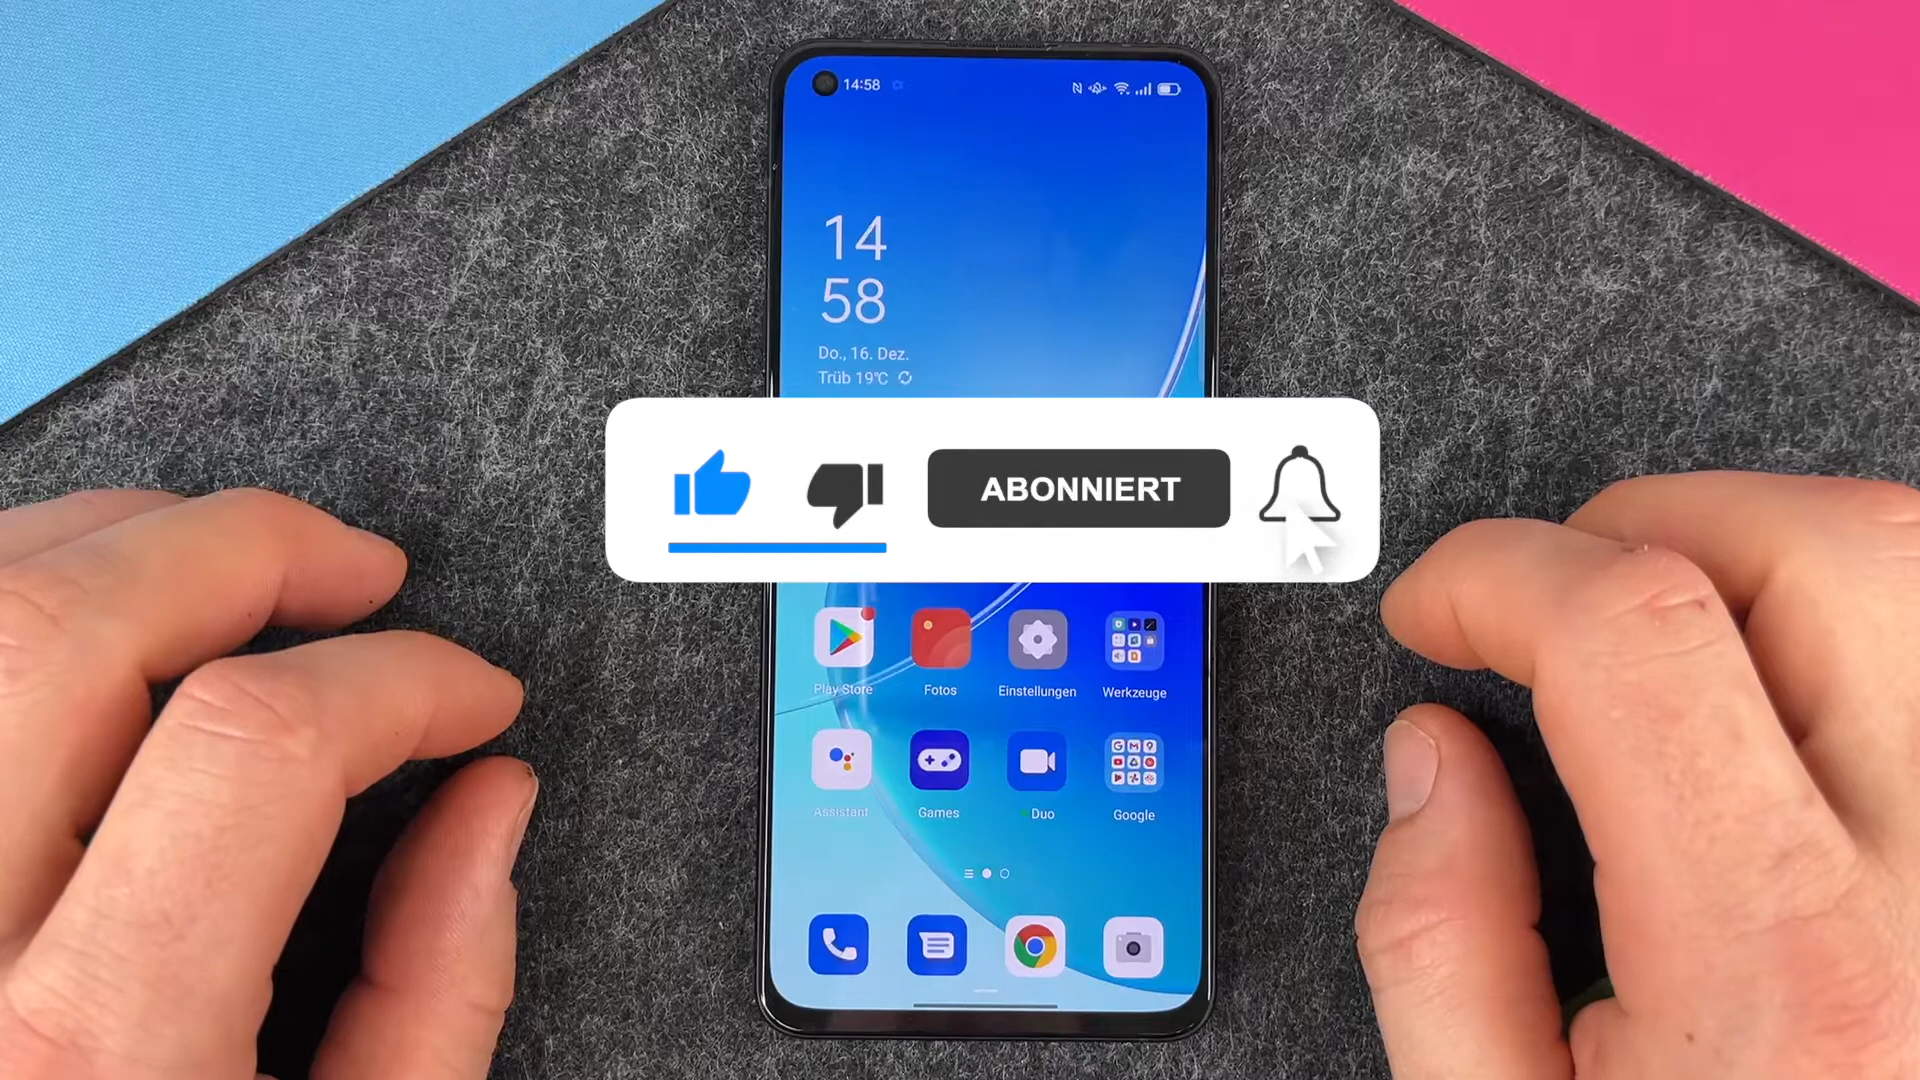 14:58
14
58
Do., 16. Dez.
Trüb 19°C
ABONNIERT
Play Store
Fotos
Einstellungen
Werkzeuge
Assistant
Games
Duo
Google